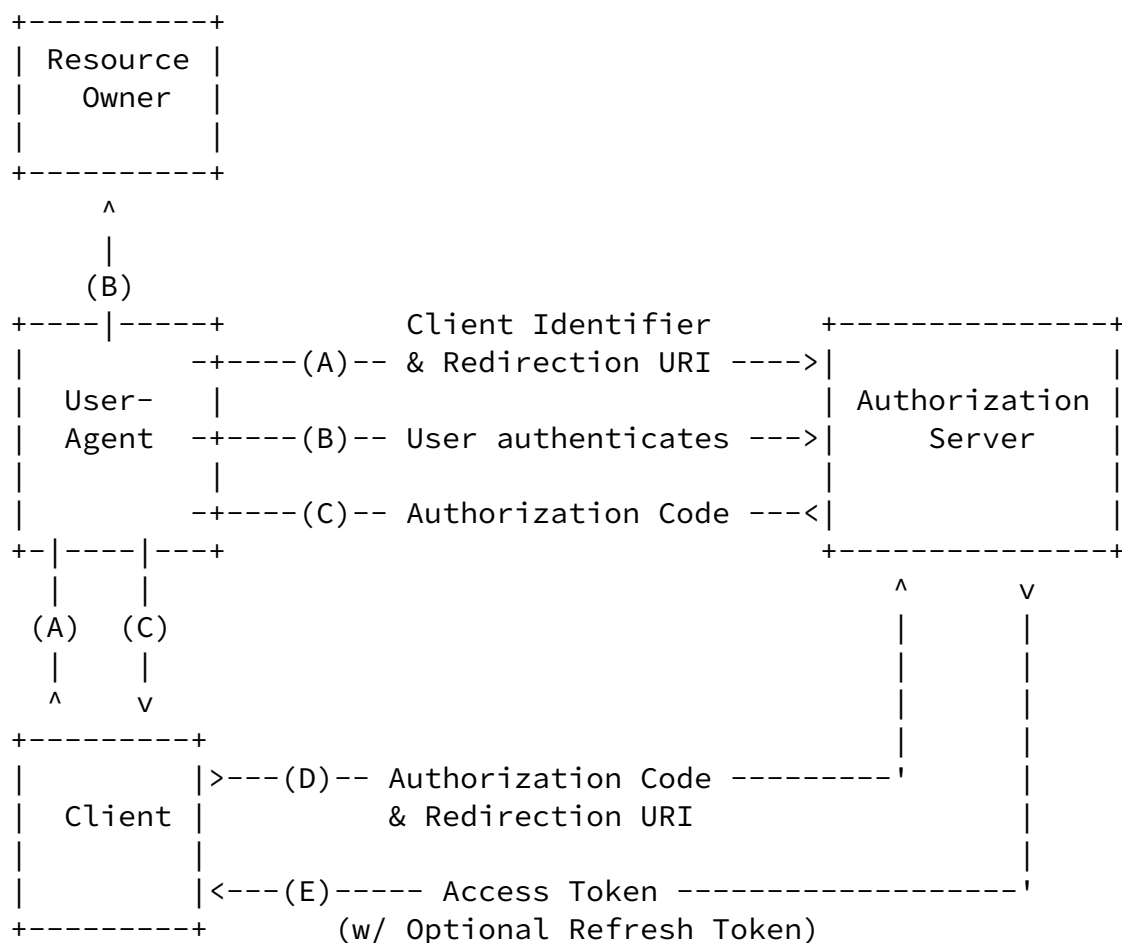 +----------+
| Resource |
|   Owner  |
|          |
+----------+
     ^
     |
    (B)
+----|-----+          Client Identifier      +---------------+
|         -+----(A)-- & Redirection URI ---->|               |
|  User-   |                                 | Authorization |
|  Agent  -+----(B)-- User authenticates --->|     Server    |
|          |                                 |               |
|         -+----(C)-- Authorization Code ---<|               |
+-|----|---+                                 +---------------+
  |    |                                         ^      v
 (A)  (C)                                        |      |
  |    |                                         |      |
  ^    v                                         |      |
+---------+                                      |      |
|         |>---(D)-- Authorization Code ---------'      |
|  Client |          & Redirection URI                  |
|         |                                             |
|         |<---(E)----- Access Token -------------------'
+---------+       (w/ Optional Refresh Token)